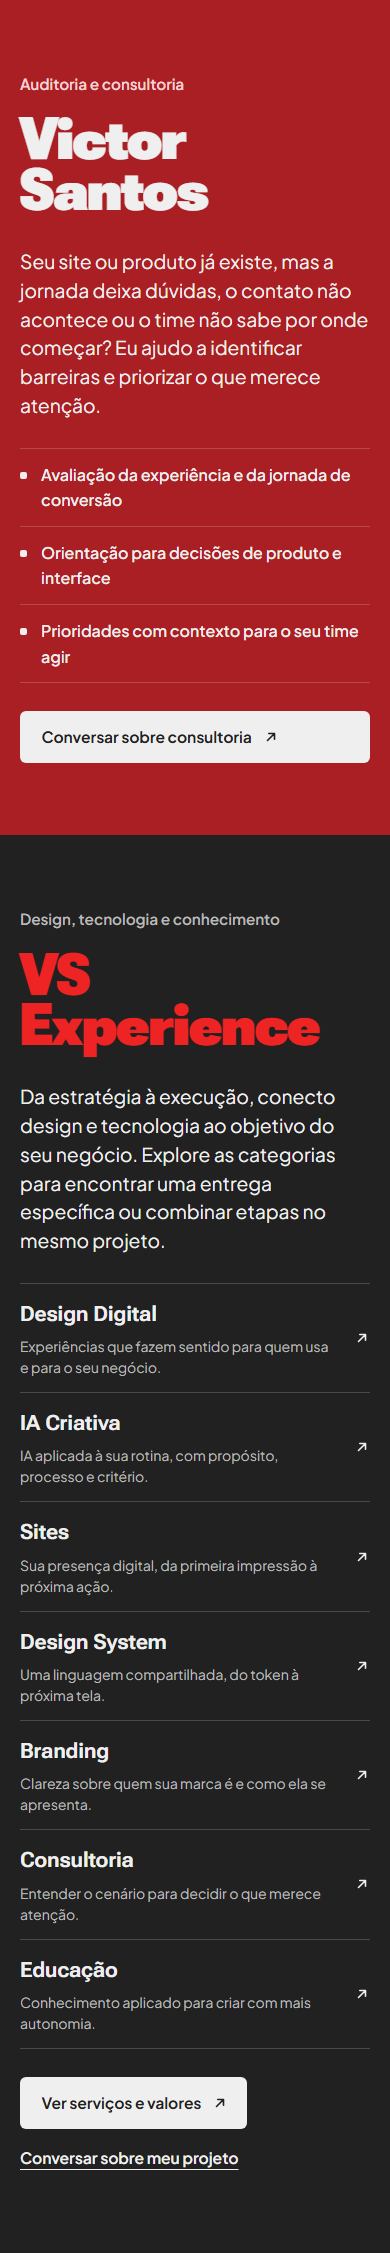 Auditoria e consultoria
Victor
Santos
Seu site ou produto já existe, mas a
jornada deixa dúvidas, o contato não
acontece ou o time não sabe por onde
começar? Eu ajudo a identificar
barreiras e priorizar o que merece
atenção.
Avaliação da experiência e da jornada de
conversão
Orientação para decisões de produto e
interface
Prioridades com contexto para o seu time
agir
Conversar sobre consultoria
Design, tecnologia e conhecimento
VS
Experience
Da estratégia à execução, conecto
design e tecnologia ao objetivo do
seu negócio. Explore as categorias
para encontrar uma entrega
específica ou combinar etapas no
mesmo projeto.
Design Digital
Experiências que fazem sentido para quem usa
e para o seu negócio.
IA Criativa
IA aplicada à sua rotina, com propósito,
processo e critério.
Sites
Sua presença digital, da primeira impressão à
próxima ação.
Design System
Uma linguagem compartilhada, do token à
próxima tela.
Branding
Clareza sobre quem sua marca é e como ela se
apresenta.
Consultoria
Entender o cenário para decidir o que merece
atenção.
Educação
Conhecimento aplicado para criar com mais
autonomia.
Ver serviços e valores
Conversar sobre meu projeto